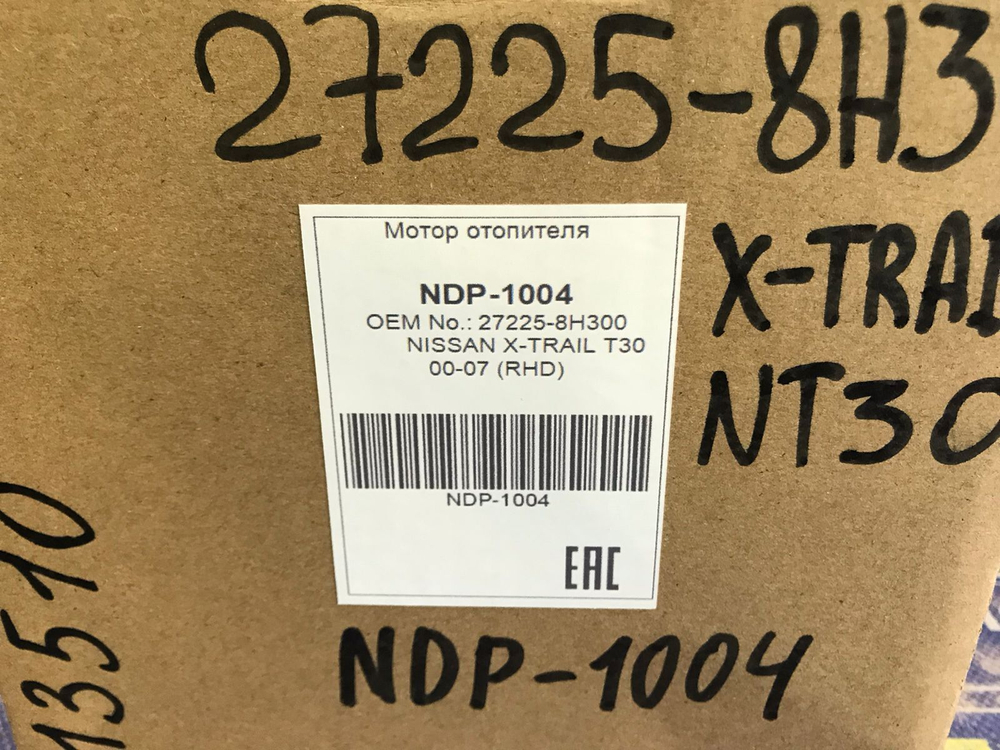 27225-8H3
X-TRAI
NT30
Мотор отопителя
NDP-1004
OEM No.: 27225-8H300
NISSAN X-TRAIL T30
00-07 (RHD)
NDP-1004
EAC
NDP-1004
13510